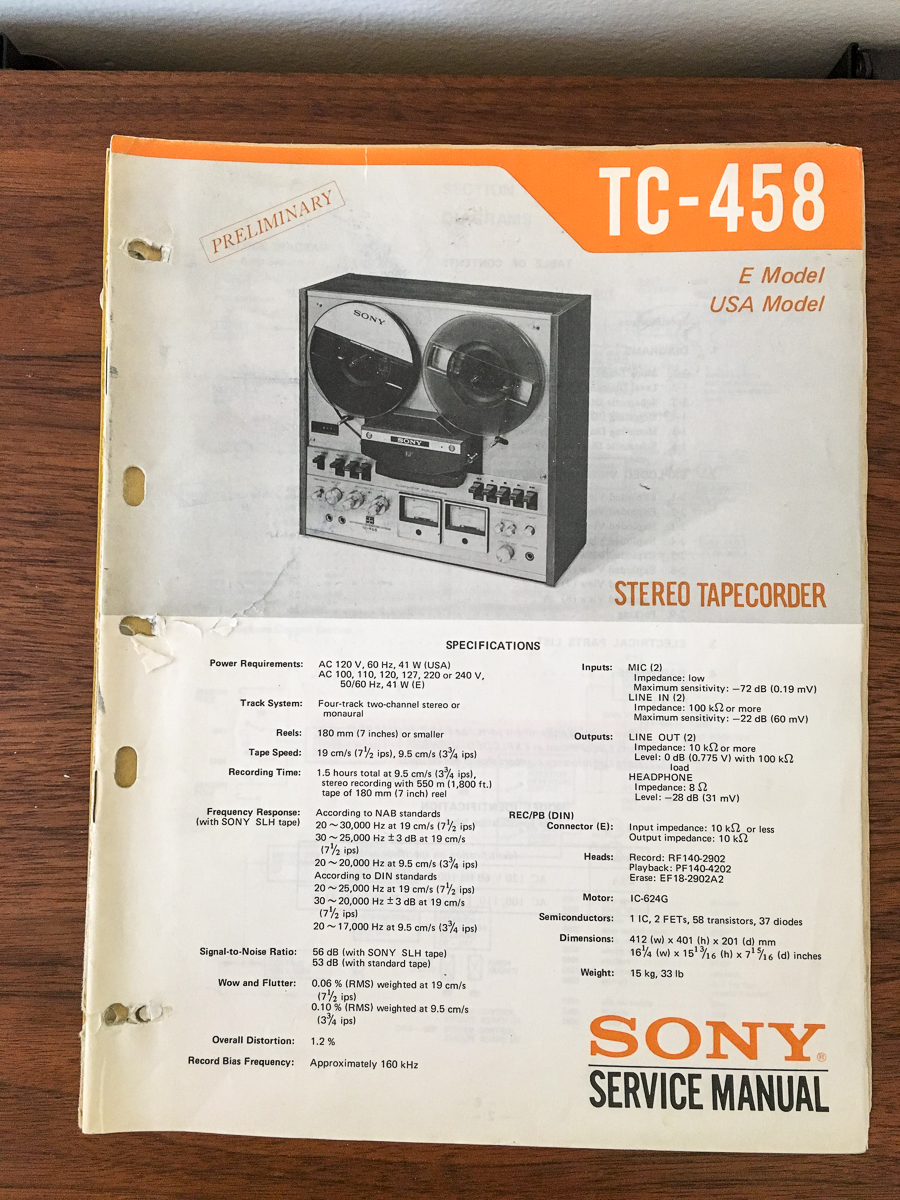 PRELIMINARY
TC-458
E Model
USA Model
SONY
SONY
STEREO TAPECORDER
SPECIFICATIONS
Power Requirements: AC 120 V, 60 Hz, 41 W (USA)
AC 100, 110, 120, 127, 220 or 240 V,
50/60 Hz, 41 W (E)
Track System: Four-track two-channel stereo or
monaural
Reels: 180 mm (7 inches) or smaller
Tape Speed: 19 cm/s (7½ ips), 9.5 cm/s (3¾ ips)
Recording Time: 1.5 hours total at 9.5 cm/s (3¾ ips),
stereo recording with 550 m (1,800 ft.)
tape of 180 mm (7 inch) reel
Frequency Response: According to NAB standards
(with SONY SLH tape) 20 ~ 30,000 Hz at 19 cm/s (7½ ips)
30 ~ 25,000 Hz ± 3 dB at 19 cm/s
(7½ ips)
20 ~ 20,000 Hz at 9.5 cm/s (3¾ ips)
According to DIN standards
20 ~ 25,000 Hz at 19 cm/s (7½ ips)
30 ~ 20,000 Hz ± 3 dB at 19 cm/s
(7½ ips)
20 ~ 17,000 Hz at 9.5 cm/s (3¾ ips)
Signal-to-Noise Ratio: 56 dB (with SONY SLH tape)
53 dB (with standard tape)
Wow and Flutter: 0.06 % (RMS) weighted at 19 cm/s
(7½ ips)
0.10 % (RMS) weighted at 9.5 cm/s
(3¾ ips)
Overall Distortion: 1.2 %
Record Bias Frequency: Approximately 160 kHz
Inputs: MIC (2)
Impedance: low
Maximum sensitivity: −72 dB (0.19 mV)
LINE IN (2)
Impedance: 100 kΩ or more
Maximum sensitivity: −22 dB (60 mV)
Outputs: LINE OUT (2)
Impedance: 10 kΩ or more
Level: 0 dB (0.775 V) with 100 kΩ
load
HEADPHONE
Impedance: 8 Ω
Level: −28 dB (31 mV)
REC/PB (DIN)
Connector (E): Input impedance: 10 kΩ or less
Output impedance: 10 kΩ
Heads: Record: RF140-2902
Playback: PF140-4202
Erase: EF18-2902A2
Motor: IC-624G
Semiconductors: 1 IC, 2 FETs, 58 transistors, 37 diodes
Dimensions: 412 (w) x 401 (h) x 201 (d) mm
16¼ (w) x 15 13/16 (h) x 7 15/16 (d) inches
Weight: 15 kg, 33 lb
SONY®
SERVICE MANUAL